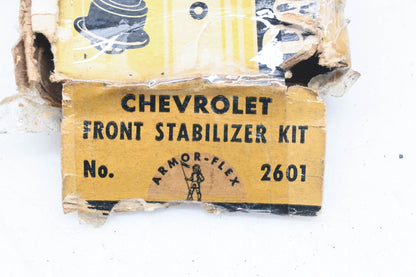 CHEVROLET
FRONT STABILIZER KIT
No. ARMOR-FLEX 2601